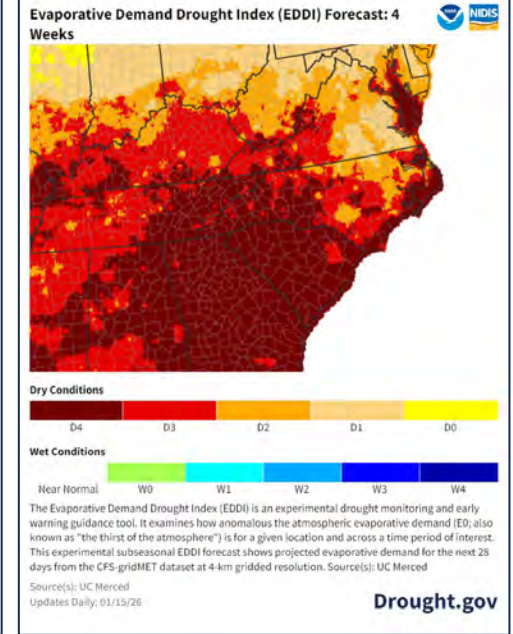 Evaporative Demand Drought Index (EDDI) Forecast: 4
Weeks
NIDIS
Dry Conditions
D4 D3 D2 D1 D0
Wet Conditions
Near Normal W0 W1 W2 W3 W4
The Evaporative Demand Drought Index (EDDI) is an experimental drought monitoring and early
warning guidance tool. It examines how anomalous the atmospheric evaporative demand (E0; also
known as "the thirst of the atmosphere") is for a given location and across a time period of interest.
This experimental subseasonal EDDI forecast shows projected evaporative demand for the next 28
days from the CFS-gridMET dataset at 4-km gridded resolution. Source(s): UC Merced
Source(s): UC Merced
Updates Daily: 01/15/26
Drought.gov